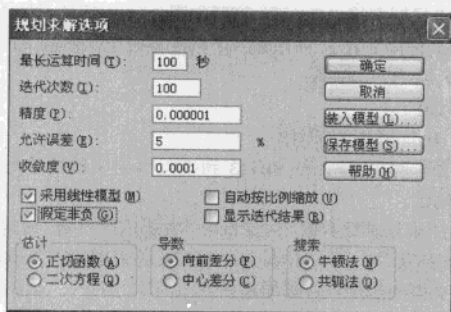 规划求解选项
最长运算时间(T): 100 秒 确定
迭代次数(I): 100 取消
精度(P): 0.000001 装入模型(L)...
允许误差(E): 5 % 保存模型(S)...
收敛度(V): 0.0001 帮助(H)
采用线性模型(M) 自动按比例缩放(U)
假定非负(G) 显示迭代结果(R)
估计 导数 搜索
正切函数(A) 向前差分(F) 牛顿法(N)
二次方程(Q) 中心差分(C) 共轭法(O)